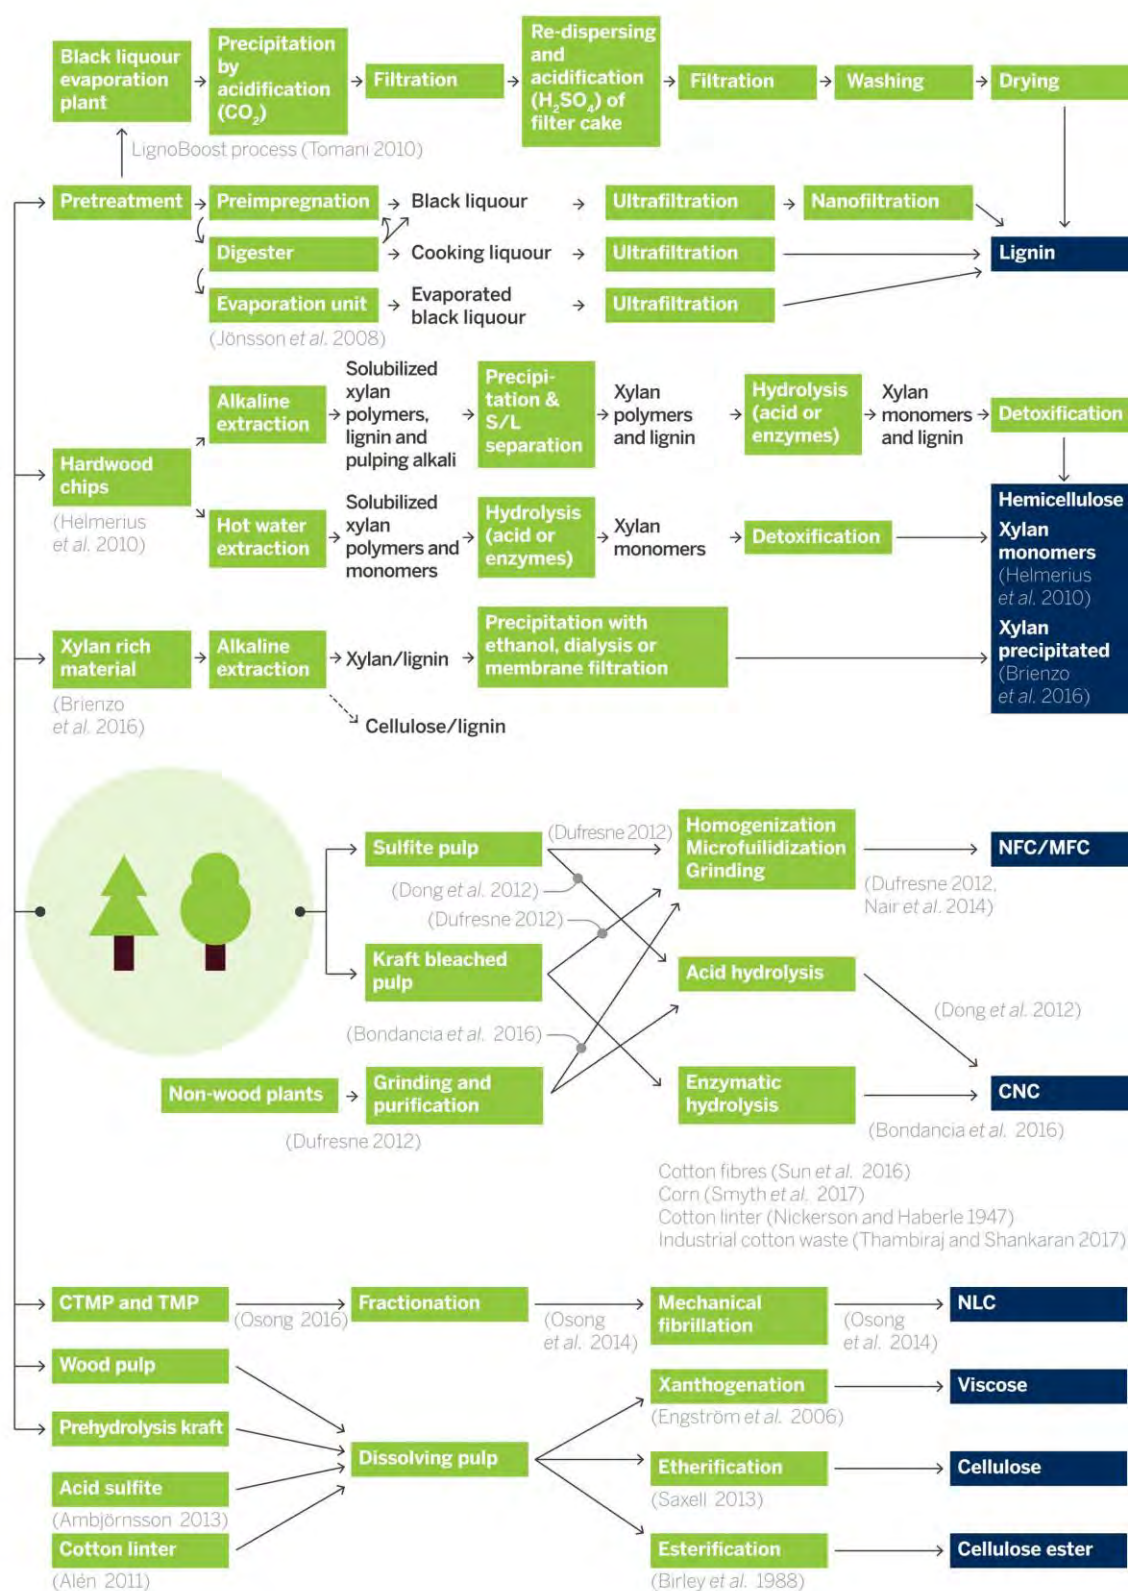 Black liquour
evaporation
plant
Precipitation
by
acidification
(CO2)
Filtration
Re-dispersing
and
acidification
(H2SO4) of
filter cake
Filtration
Washing
Drying
LignoBoost process (Tomani 2010)
Pretreatment
Preimpregnation
Black liquour
Ultrafiltration
Nanofiltration
Digester
Cooking liquour
Ultrafiltration
Lignin
Evaporation unit
Evaporated
black liquour
Ultrafiltration
(Jönsson et al. 2008)
Hardwood
chips
(Helmerius
et al. 2010)
Alkaline
extraction
Solubilized
xylan
polymers,
lignin and
pulping alkali
Precipi-
tation &
S/L
separation
Xylan
polymers
and lignin
Hydrolysis
(acid or
enzymes)
Xylan
monomers
and lignin
Detoxification
Hot water
extraction
Solubilized
xylan
polymers and
monomers
Hydrolysis
(acid or
enzymes)
Xylan
monomers
Detoxification
Hemicellulose
Xylan
monomers
(Helmerius
et al. 2010)
Xylan
precipitated
(Brienzo
et al. 2016)
Xylan rich
material
(Brienzo
et al. 2016)
Alkaline
extraction
Xylan/lignin
Precipitation with
ethanol, dialysis or
membrane filtration
Cellulose/lignin
Sulfite pulp
(Dufresne 2012)
Homogenization
Microfuilidization
Grinding
NFC/MFC
(Dong et al. 2012)
(Dufresne 2012,
Nair et al. 2014)
(Dufresne 2012)
Kraft bleached
pulp
Acid hydrolysis
(Dong et al. 2012)
(Bondancia et al. 2016)
Non-wood plants
Grinding and
purification
(Dufresne 2012)
Enzymatic
hydrolysis
CNC
(Bondancia et al. 2016)
Cotton fibres (Sun et al. 2016)
Corn (Smyth et al. 2017)
Cotton linter (Nickerson and Haberle 1947)
Industrial cotton waste (Thambiraj and Shankaran 2017)
CTMP and TMP
(Osong 2016)
Fractionation
(Osong
et al. 2014)
Mechanical
fibrillation
(Osong
et al. 2014)
NLC
Wood pulp
Xanthogenation
(Engström et al. 2006)
Viscose
Prehydrolysis kraft
Dissolving pulp
Etherification
(Saxell 2013)
Cellulose
Acid sulfite
(Ambjörnsson 2013)
Cotton linter
(Alén 2011)
Esterification
(Birley et al. 1988)
Cellulose ester